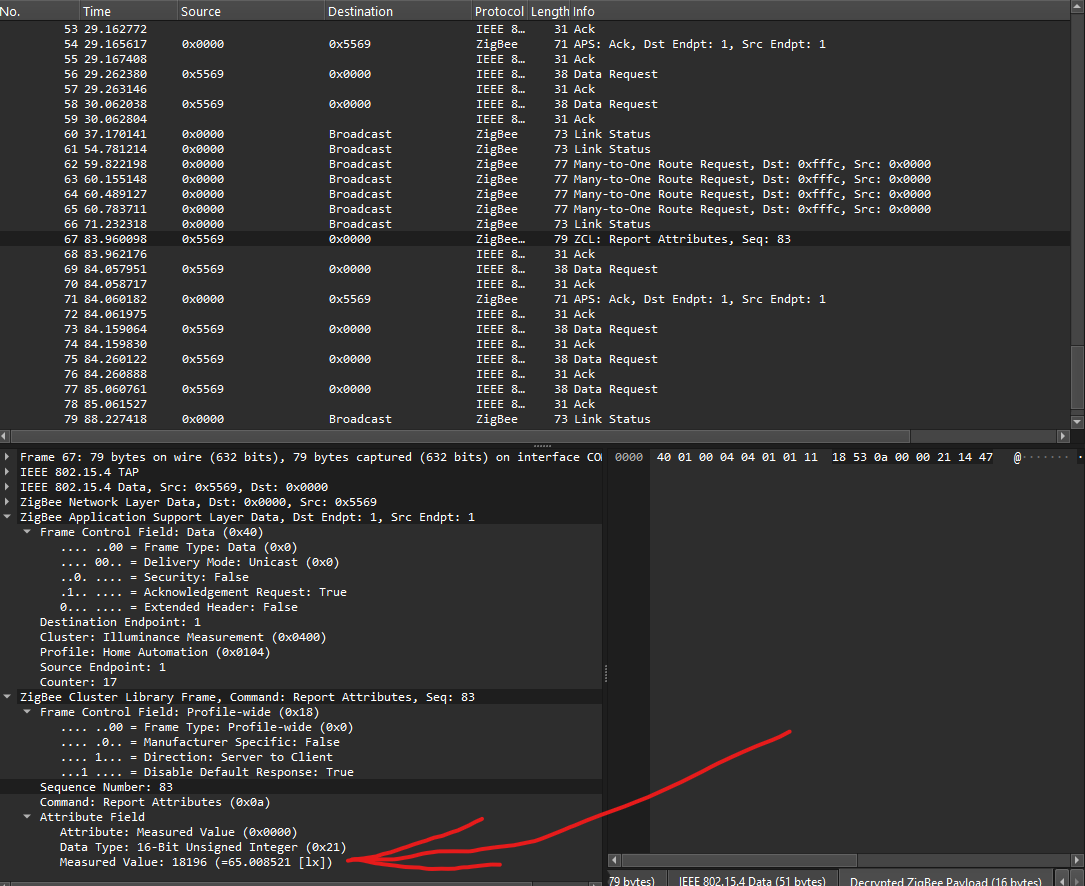 No. Time Source Destination Protocol Length Info
53 29.162772 IEEE 8… 31 Ack
54 29.165617 0x0000 0x5569 ZigBee 71 APS: Ack, Dst Endpt: 1, Src Endpt: 1
55 29.167408 IEEE 8… 31 Ack
56 29.262380 0x5569 0x0000 IEEE 8… 38 Data Request
57 29.263146 IEEE 8… 31 Ack
58 30.062038 0x5569 0x0000 IEEE 8… 38 Data Request
59 30.062804 IEEE 8… 31 Ack
60 37.170141 0x0000 Broadcast ZigBee 73 Link Status
61 54.781214 0x0000 Broadcast ZigBee 73 Link Status
62 59.822198 0x0000 Broadcast ZigBee 77 Many-to-One Route Request, Dst: 0xfffc, Src: 0x0000
63 60.155148 0x0000 Broadcast ZigBee 77 Many-to-One Route Request, Dst: 0xfffc, Src: 0x0000
64 60.489127 0x0000 Broadcast ZigBee 77 Many-to-One Route Request, Dst: 0xfffc, Src: 0x0000
65 60.783711 0x0000 Broadcast ZigBee 77 Many-to-One Route Request, Dst: 0xfffc, Src: 0x0000
66 71.232318 0x0000 Broadcast ZigBee 73 Link Status
67 83.960098 0x5569 0x0000 ZigBee… 79 ZCL: Report Attributes, Seq: 83
68 83.962176 IEEE 8… 31 Ack
69 84.057951 0x5569 0x0000 IEEE 8… 38 Data Request
70 84.058717 IEEE 8… 31 Ack
71 84.060182 0x0000 0x5569 ZigBee 71 APS: Ack, Dst Endpt: 1, Src Endpt: 1
72 84.061975 IEEE 8… 31 Ack
73 84.159064 0x5569 0x0000 IEEE 8… 38 Data Request
74 84.159830 IEEE 8… 31 Ack
75 84.260122 0x5569 0x0000 IEEE 8… 38 Data Request
76 84.260888 IEEE 8… 31 Ack
77 85.060761 0x5569 0x0000 IEEE 8… 38 Data Request
78 85.061527 IEEE 8… 31 Ack
79 88.227418 0x0000 Broadcast ZigBee 73 Link Status
Frame 67: 79 bytes on wire (632 bits), 79 bytes captured (632 bits) on interface CO
IEEE 802.15.4 TAP
IEEE 802.15.4 Data, Src: 0x5569, Dst: 0x0000
ZigBee Network Layer Data, Dst: 0x0000, Src: 0x5569
ZigBee Application Support Layer Data, Dst Endpt: 1, Src Endpt: 1
Frame Control Field: Data (0x40)
.... ..00 = Frame Type: Data (0x0)
.... 00.. = Delivery Mode: Unicast (0x0)
..0. .... = Security: False
.1.. .... = Acknowledgement Request: True
0... .... = Extended Header: False
Destination Endpoint: 1
Cluster: Illuminance Measurement (0x0400)
Profile: Home Automation (0x0104)
Source Endpoint: 1
Counter: 17
ZigBee Cluster Library Frame, Command: Report Attributes, Seq: 83
Frame Control Field: Profile-wide (0x18)
.... ..00 = Frame Type: Profile-wide (0x0)
.... .0.. = Manufacturer Specific: False
.... 1... = Direction: Server to Client
...1 .... = Disable Default Response: True
Sequence Number: 83
Command: Report Attributes (0x0a)
Attribute Field
Attribute: Measured Value (0x0000)
Data Type: 16-Bit Unsigned Integer (0x21)
Measured Value: 18196 (=65.008521 [lx])
0000 40 01 00 04 04 01 01 11 18 53 0a 00 00 21 14 47 @······· ·
79 bytes) IEEE 802.15.4 Data (51 bytes) Decrypted ZigBee Payload (16 bytes)